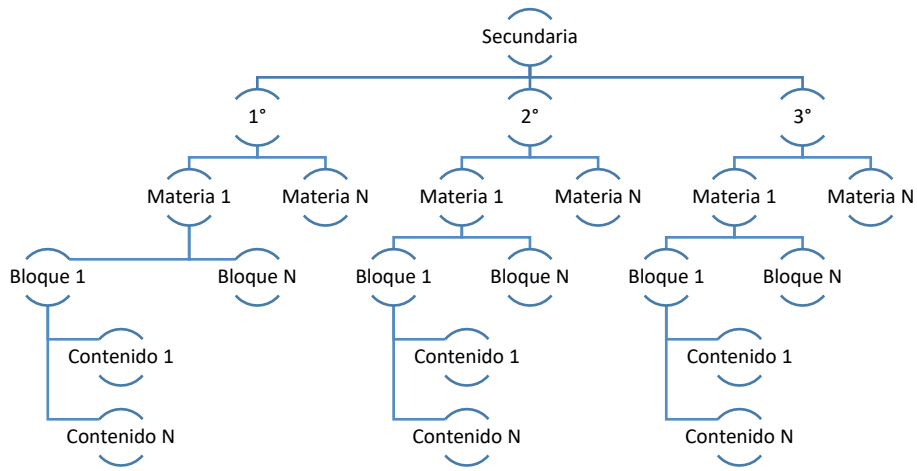 Secundaria
1°
2°
3°
Materia 1
Materia N
Materia 1
Materia N
Materia 1
Materia N
Bloque 1
Bloque N
Bloque 1
Bloque N
Bloque 1
Bloque N
Contenido 1
Contenido 1
Contenido 1
Contenido N
Contenido N
Contenido N